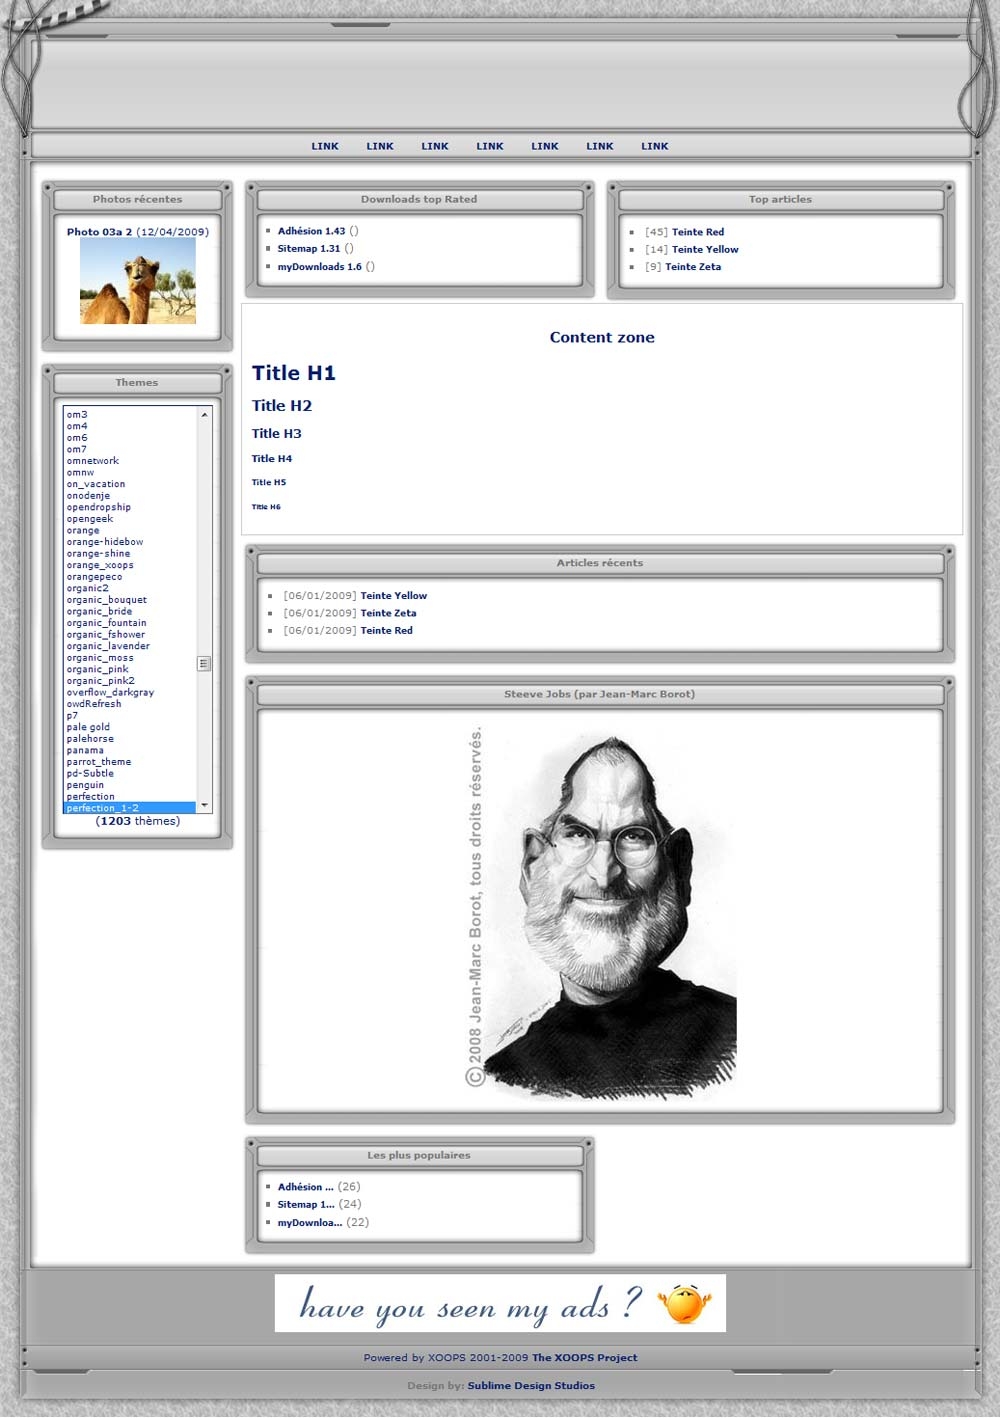 LINK LINK LINK LINK LINK LINK LINK
Photos récentes
Photo 03a 2 (12/04/2009)
Themes
om3
om4
om6
om7
omnetwork
omnw
on_vacation
onodenje
opendropship
opengeek
orange
orange-hidebow
orange-shine
orange_xoops
orangepeco
organic2
organic_bouquet
organic_bride
organic_fountain
organic_fshower
organic_lavender
organic_moss
organic_pink
organic_pink2
overflow_darkgray
owdRefresh
p7
pale gold
palehorse
panama
parrot_theme
pd-Subtle
penguin
perfection
perfection_1-2
(1203 thèmes)
Downloads top Rated
Adhésion 1.43 ()
Sitemap 1.31 ()
myDownloads 1.6 ()
Top articles
[45] Teinte Red
[14] Teinte Yellow
[9] Teinte Zeta
Content zone
Title H1
Title H2
Title H3
Title H4
Title H5
Title H6
Articles récents
[06/01/2009] Teinte Yellow
[06/01/2009] Teinte Zeta
[06/01/2009] Teinte Red
Steeve Jobs (par Jean-Marc Borot)
© 2008 Jean-Marc Borot, tous droits réservés.
Les plus populaires
Adhésion ... (26)
Sitemap 1... (24)
myDownloa... (22)
have you seen my ads ?
Powered by XOOPS 2001-2009 The XOOPS Project
Design by: Sublime Design Studios